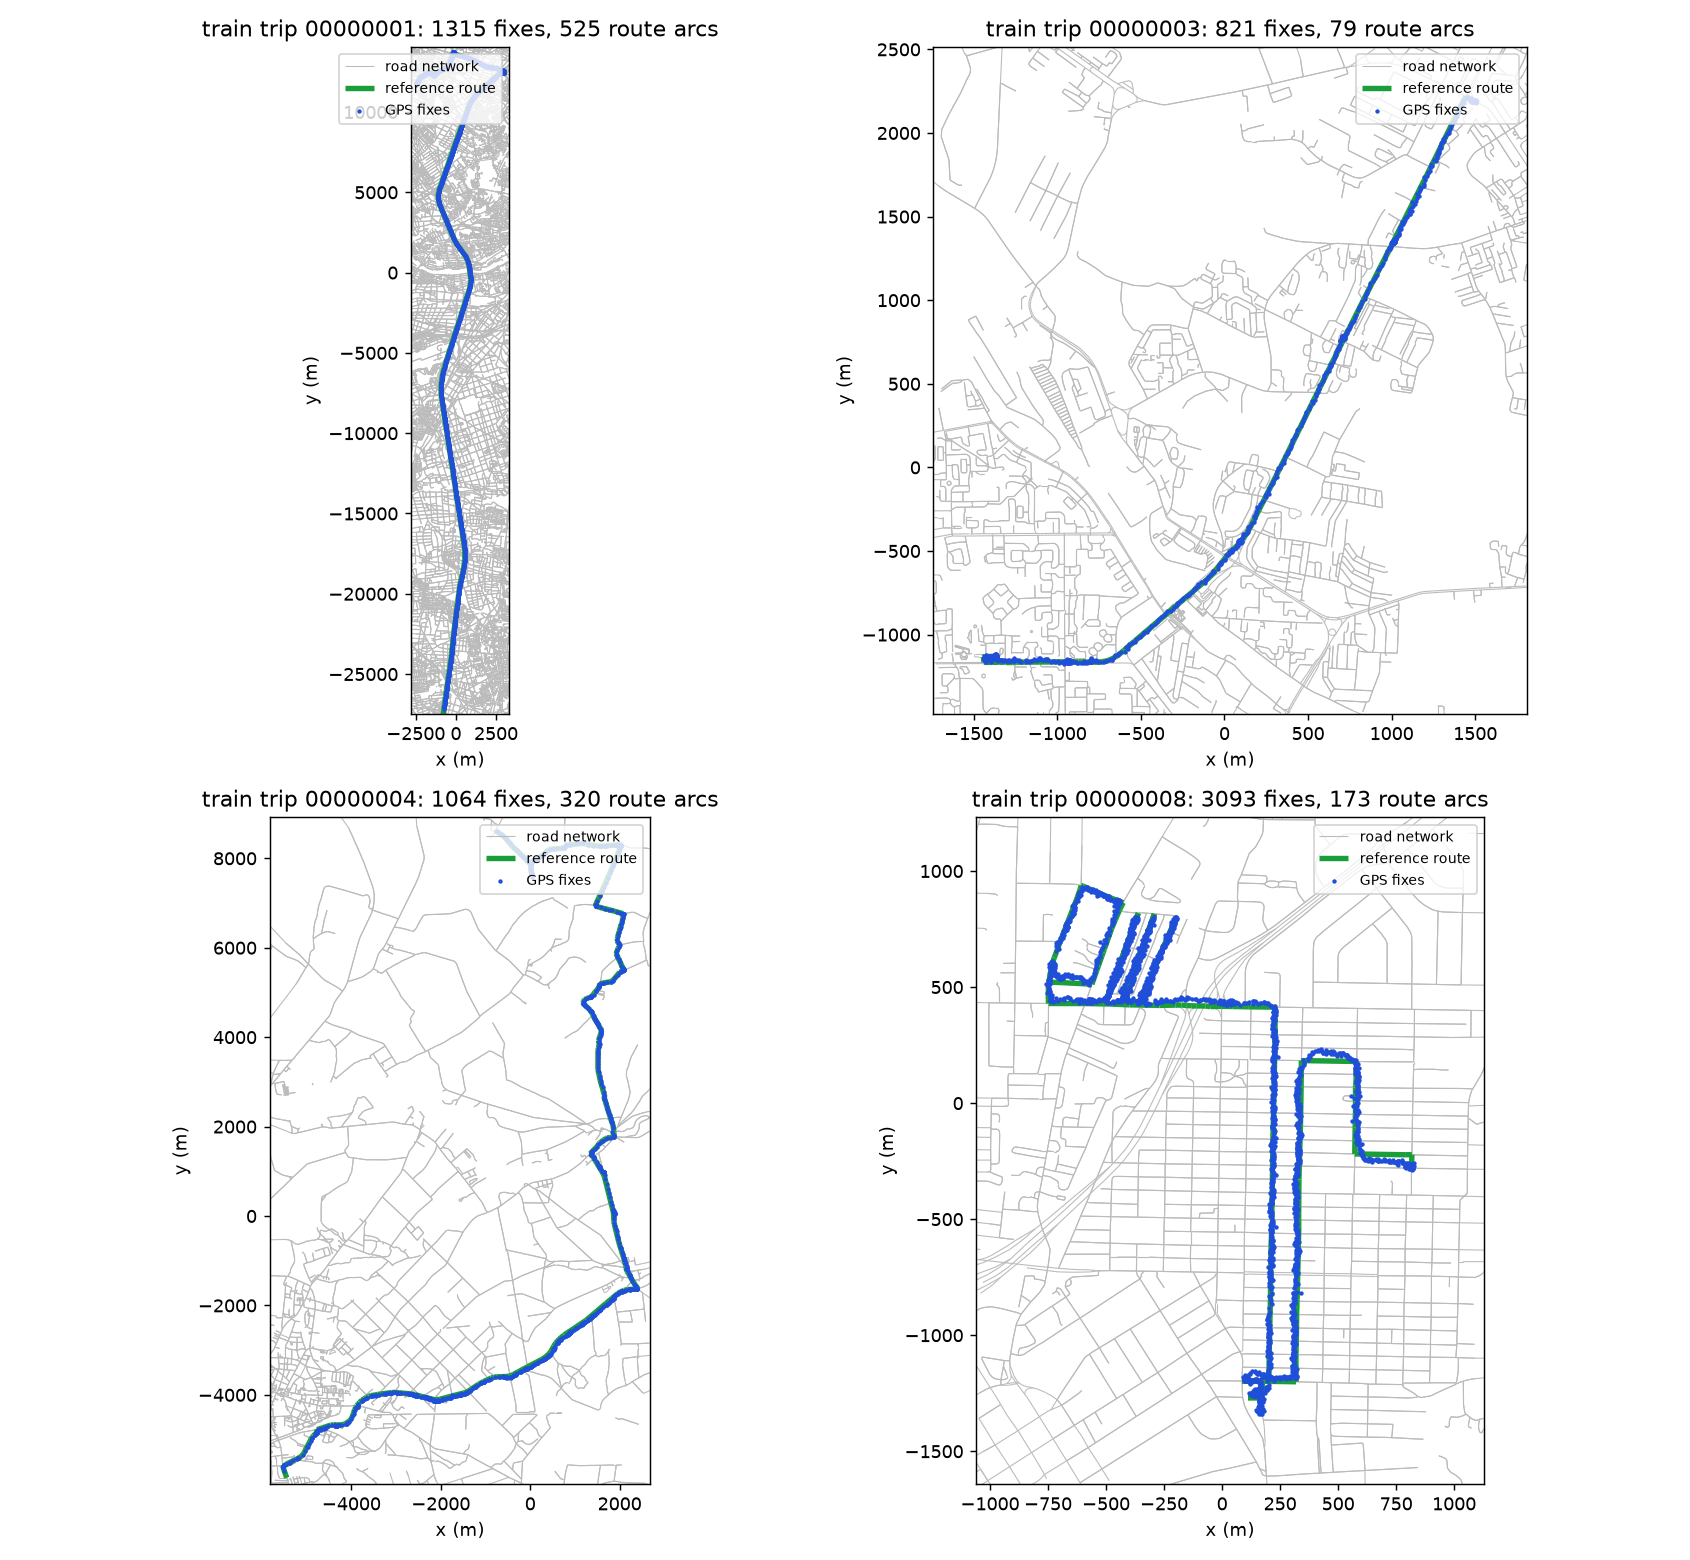 train trip 00000001: 1315 fixes, 525 route arcs
road network
reference route
GPS fixes
10000
5000
0
−5000
−10000
−15000
−20000
−25000
y (m)
−2500 0 2500
x (m)
train trip 00000003: 821 fixes, 79 route arcs
road network
reference route
GPS fixes
2500
2000
1500
1000
500
0
−500
−1000
y (m)
−1500 −1000 −500 0 500 1000 1500
x (m)
train trip 00000004: 1064 fixes, 320 route arcs
road network
reference route
GPS fixes
8000
6000
4000
2000
0
−2000
−4000
y (m)
−4000 −2000 0 2000
x (m)
train trip 00000008: 3093 fixes, 173 route arcs
road network
reference route
GPS fixes
1000
500
0
−500
−1000
−1500
y (m)
−1000 −750 −500 −250 0 250 500 750 1000
x (m)